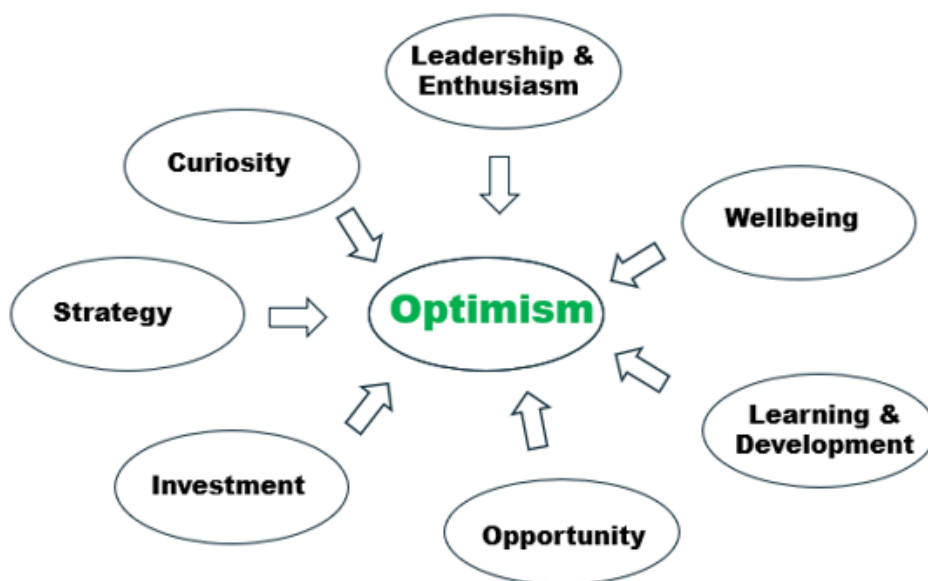 Leadership &
Enthusiasm
Curiosity
Wellbeing
Strategy
Optimism
Learning &
Development
Investment
Opportunity